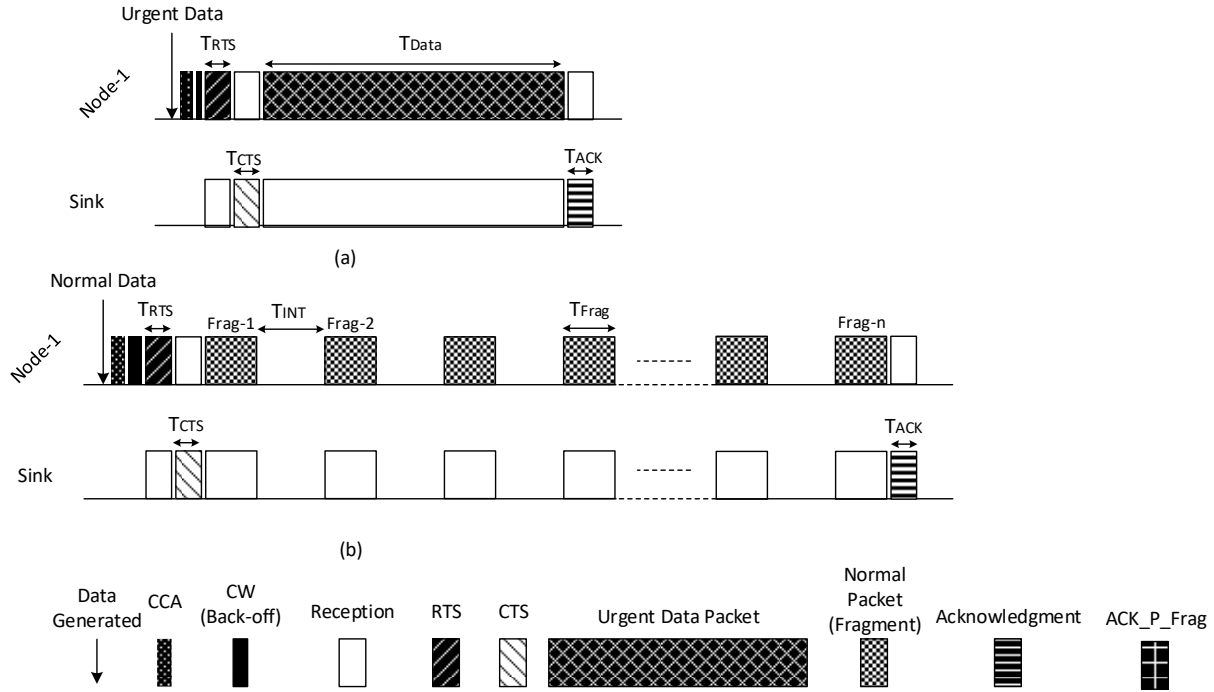 Urgent Data
TRTS
TData
Node-1
TCTS
TACK
Sink
(a)
Normal Data
TRTS
TINT
TFrag
Frag-1
Frag-2
Frag-n
Node-1
TCTS
TACK
Sink
(b)
Data
Generated
CCA
CW
(Back-off)
Reception
RTS
CTS
Urgent Data Packet
Normal
Packet
(Fragment)
Acknowledgment
ACK_P_Frag